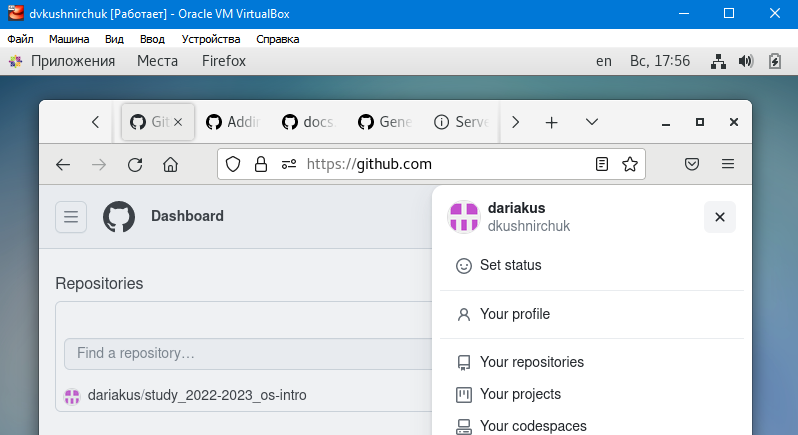 dvkushnirchuk [Работает] - Oracle VM VirtualBox
Файл Машина Вид Ввод Устройства Справка
Приложения Места Firefox en Вс, 17:56
Git Addin docs. Gene Serve
https://github.com
Dashboard
dariakus
dkushnirchuk
Set status
Repositories
Your profile
Find a repository…
Your repositories
dariakus/study_2022-2023_os-intro
Your projects
Your codespaces